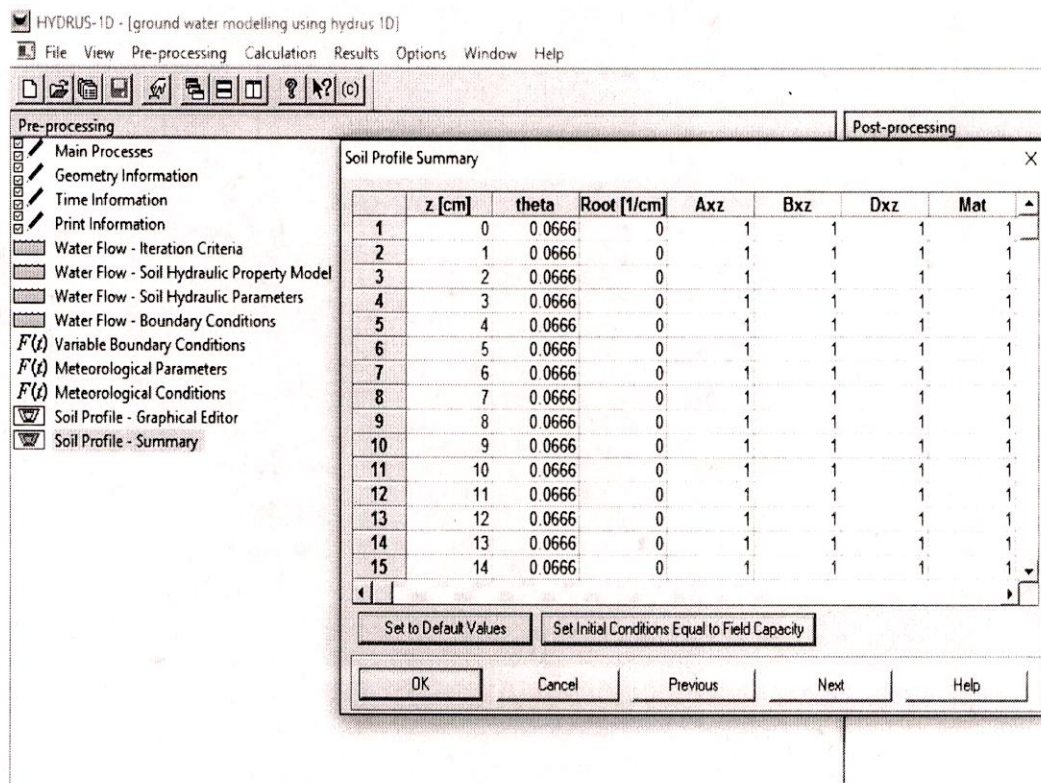 HYDRUS-1D - [ground water modelling using hydrus 1D]
File View Pre-processing Calculation Results Options Window Help
Pre-processing
Post-processing
Main Processes
Geometry Information
Time Information
Print Information
Water Flow - Iteration Criteria
Water Flow - Soil Hydraulic Property Model
Water Flow - Soil Hydraulic Parameters
Water Flow - Boundary Conditions
F(t) Variable Boundary Conditions
F(t) Meteorological Parameters
F(t) Meteorological Conditions
Soil Profile - Graphical Editor
Soil Profile - Summary
Soil Profile Summary
z [cm] theta Root [1/cm] Axz Bxz Dxz Mat
1 0 0.0666 0 1 1 1 1
2 1 0.0666 0 1 1 1 1
3 2 0.0666 0 1 1 1 1
4 3 0.0666 0 1 1 1 1
5 4 0.0666 0 1 1 1 1
6 5 0.0666 0 1 1 1 1
7 6 0.0666 0 1 1 1 1
8 7 0.0666 0 1 1 1 1
9 8 0.0666 0 1 1 1 1
10 9 0.0666 0 1 1 1 1
11 10 0.0666 0 1 1 1 1
12 11 0.0666 0 1 1 1 1
13 12 0.0666 0 1 1 1 1
14 13 0.0666 0 1 1 1 1
15 14 0.0666 0 1 1 1 1
Set to Default Values Set Initial Conditions Equal to Field Capacity
OK Cancel Previous Next Help